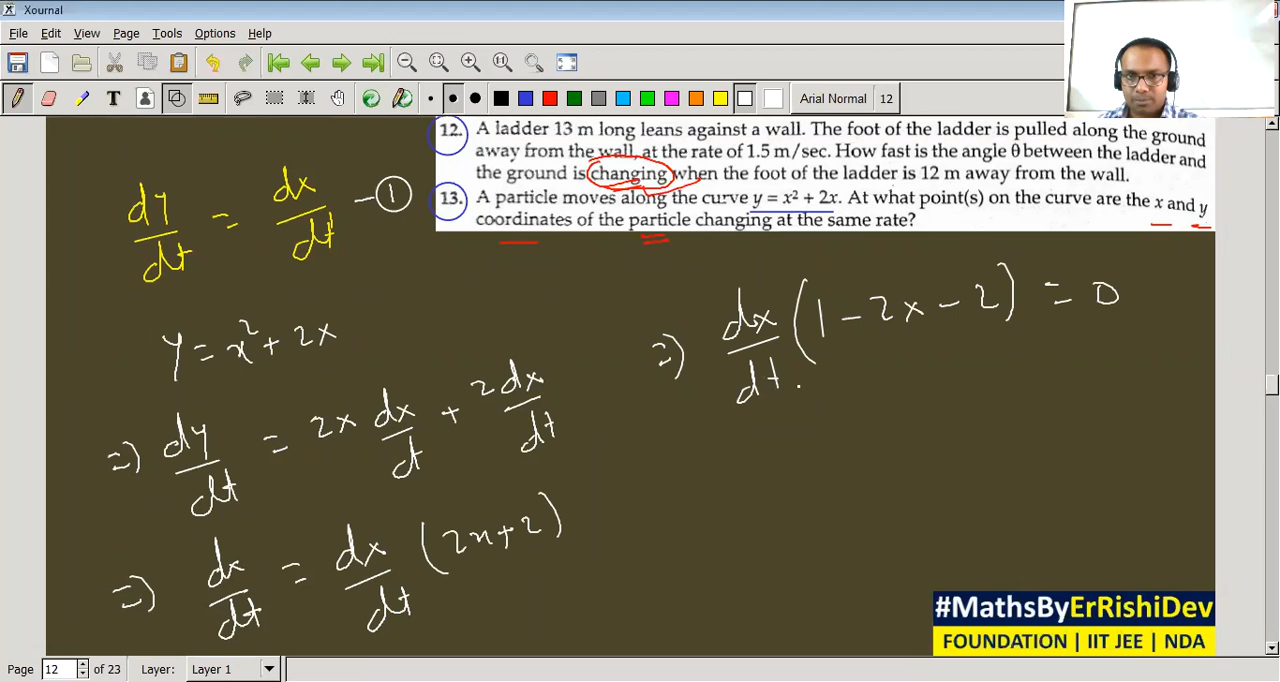 Xournal
File Edit View Page Tools Options Help
Arial Normal 12
12. A ladder 13 m long leans against a wall. The foot of the ladder is pulled along the ground
away from the wall, at the rate of 1.5 m/sec. How fast is the angle θ between the ladder and
the ground is changing when the foot of the ladder is 12 m away from the wall.
13. A particle moves along the curve y = x² + 2x. At what point(s) on the curve are the x and y
coordinates of the particle changing at the same rate?
dy/dt = dx/dt - 1
y = x² + 2x
=) dy/dt = 2x dx/d + 2dx/dt
=) dx/dt = dx/dt (2x+2)
=) dx/dt (1 - 2x - 2) = 0
#MathsByErRishiDev
FOUNDATION | IIT JEE | NDA
Page 12 of 23 Layer: Layer 1